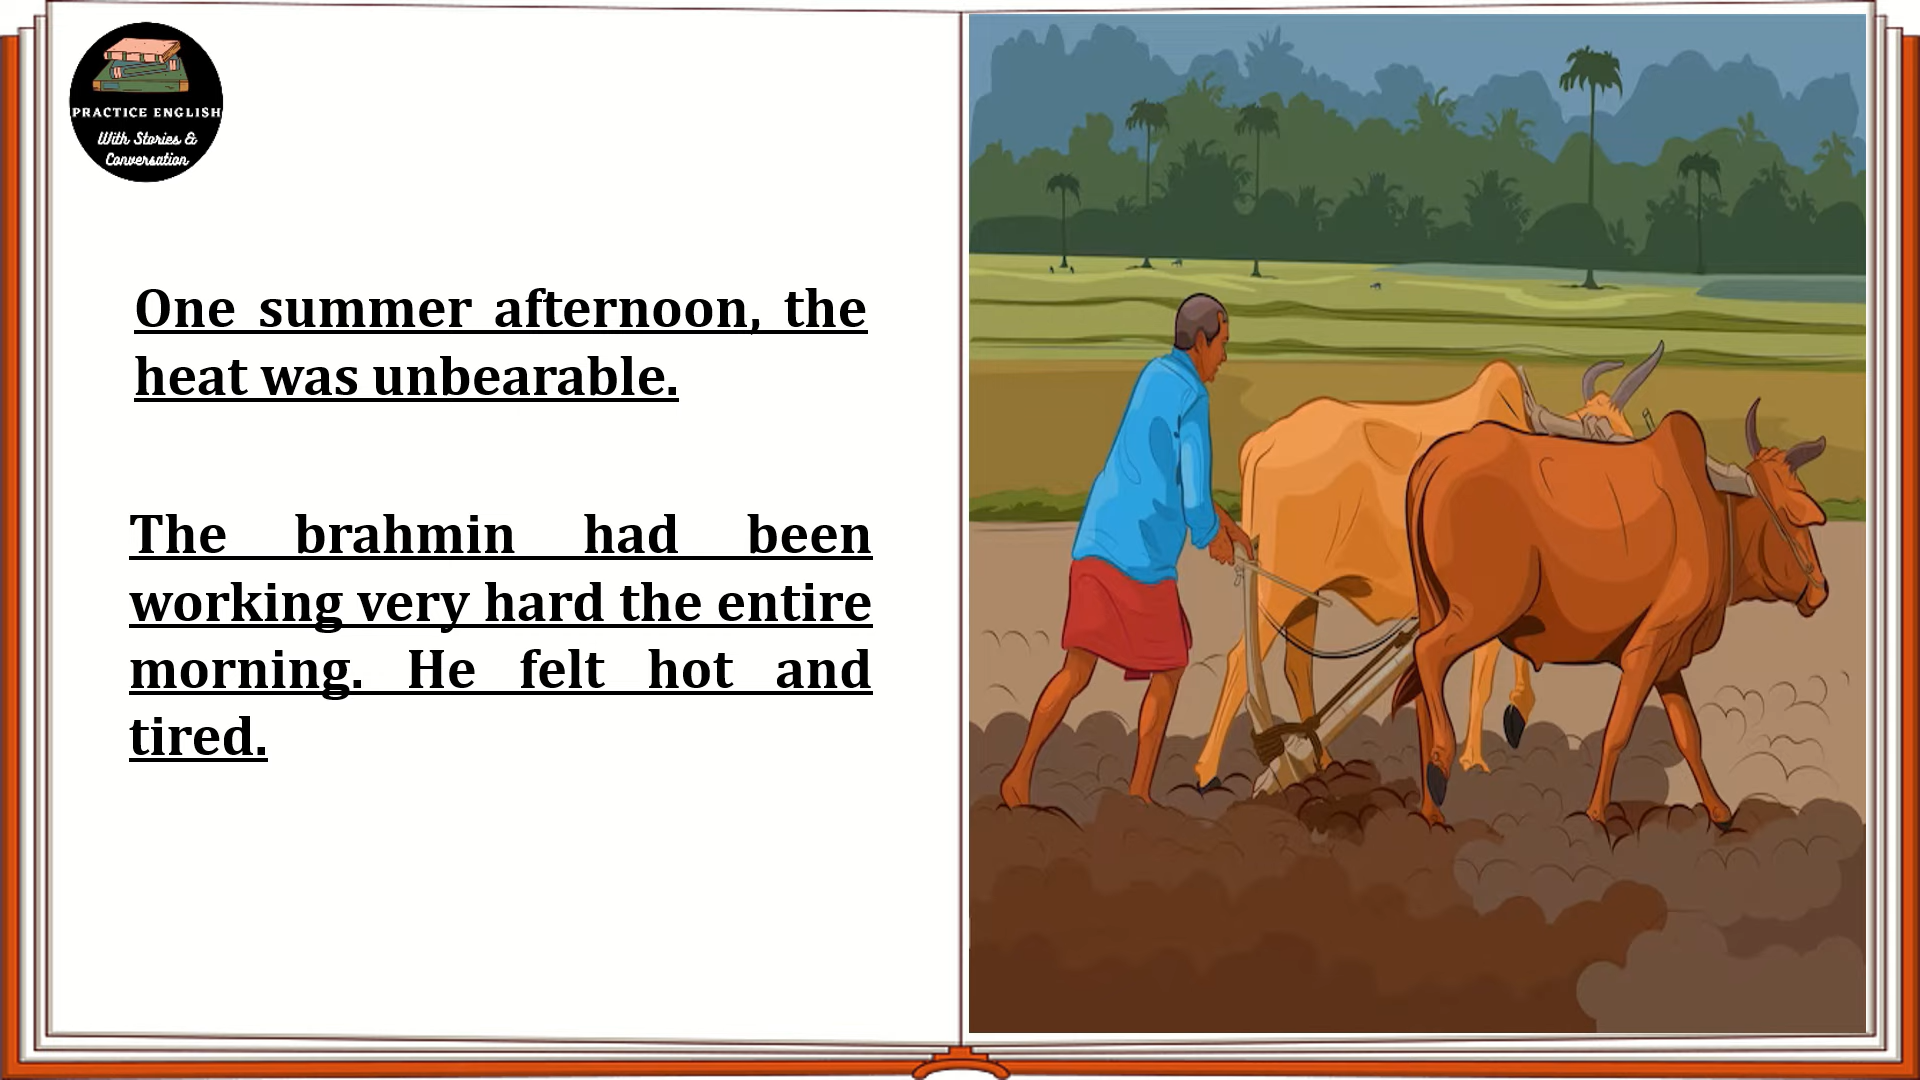 PRACTICE ENGLISH
With Stories &
Conversation
One summer afternoon, the
heat was unbearable.
The brahmin had been
working very hard the entire
morning. He felt hot and
tired.